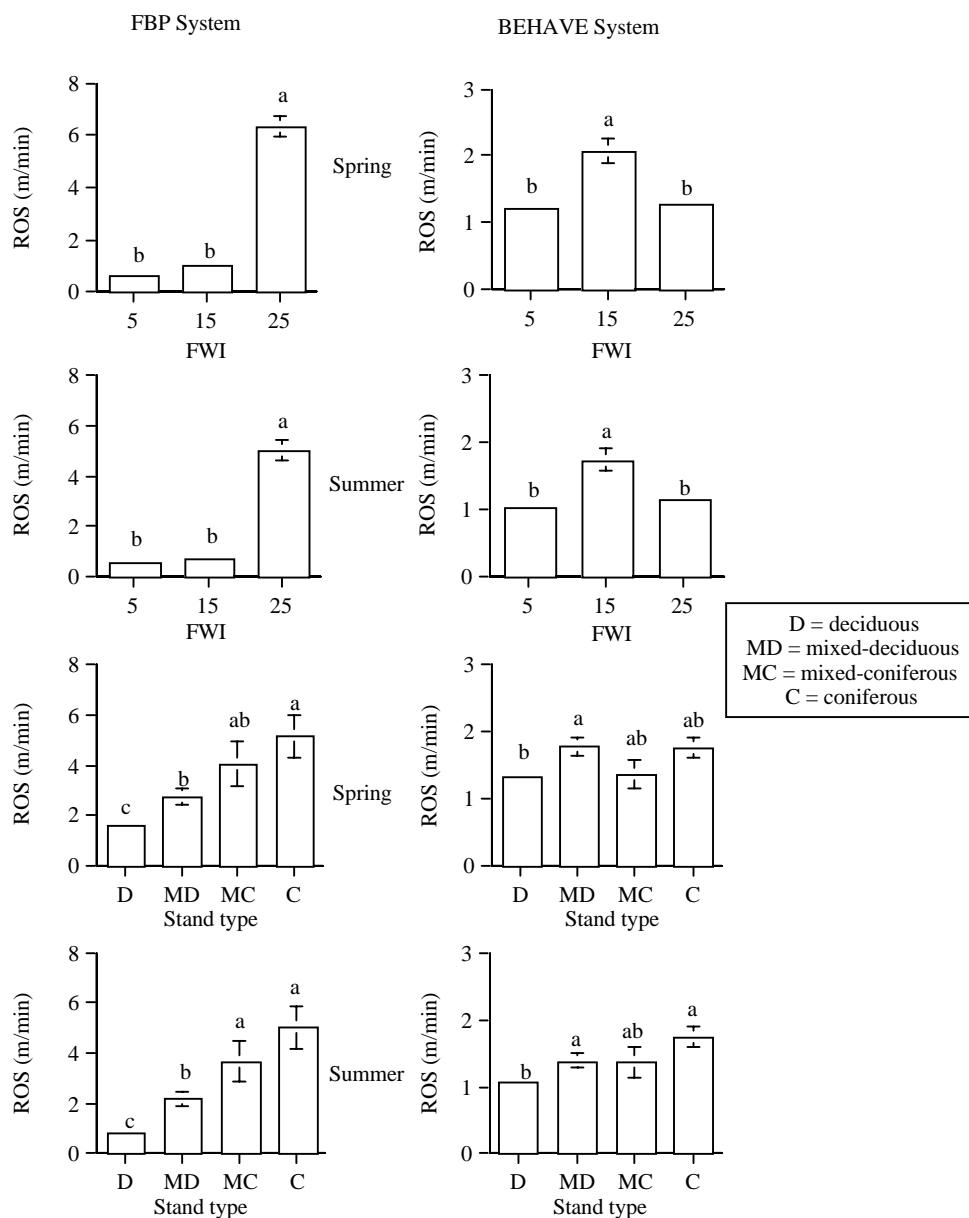 FBP System
BEHAVE System
8
6
4
2
0
ROS (m/min)
b
b
a
5
15
25
FWI
Spring
3
2
1
0
ROS (m/min)
b
a
b
5
15
25
FWI
8
6
4
2
0
ROS (m/min)
b
b
a
5
15
25
FWI
Summer
3
2
1
0
ROS (m/min)
b
a
b
5
15
25
FWI
D = deciduous
MD = mixed-deciduous
MC = mixed-coniferous
C = coniferous
8
6
4
2
0
ROS (m/min)
c
b
ab
a
D
MD
MC
C
Stand type
Spring
3
2
1
0
ROS (m/min)
b
a
ab
ab
D
MD
MC
C
Stand type
8
6
4
2
0
ROS (m/min)
c
b
a
a
D
MD
MC
C
Stand type
Summer
3
2
1
0
ROS (m/min)
b
a
ab
a
D
MD
MC
C
Stand type